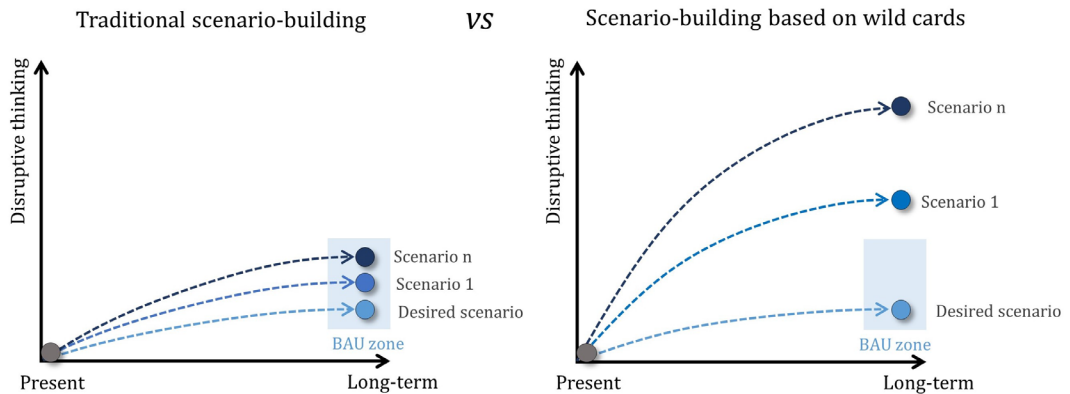 Traditional scenario-building
vs
Scenario-building based on wild cards
Disruptive thinking
Scenario n
Scenario 1
Desired scenario
BAU zone
Present
Long-term
Disruptive thinking
Scenario n
Scenario 1
Desired scenario
BAU zone
Present
Long-term